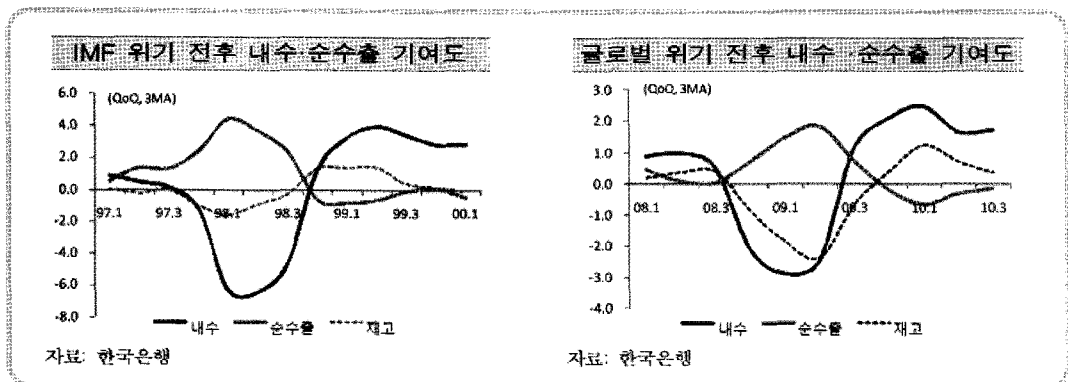 IMF 위기 전후 내수·순수출 기여도
(QoQ, 3MA)
6.0
4.0
2.0
0.0
-2.0
-4.0
-6.0
-8.0
97.1 97.3 98.1 98.3 99.1 99.3 00.1
내수 순수출 재고
자료: 한국은행
글로벌 위기 전후 내수·순수출 기여도
(QoQ, 3MA)
3.0
2.0
1.0
0.0
-1.0
-2.0
-3.0
-4.0
08.1 08.3 09.1 09.3 10.1 10.3
내수 순수출 재고
자료: 한국은행